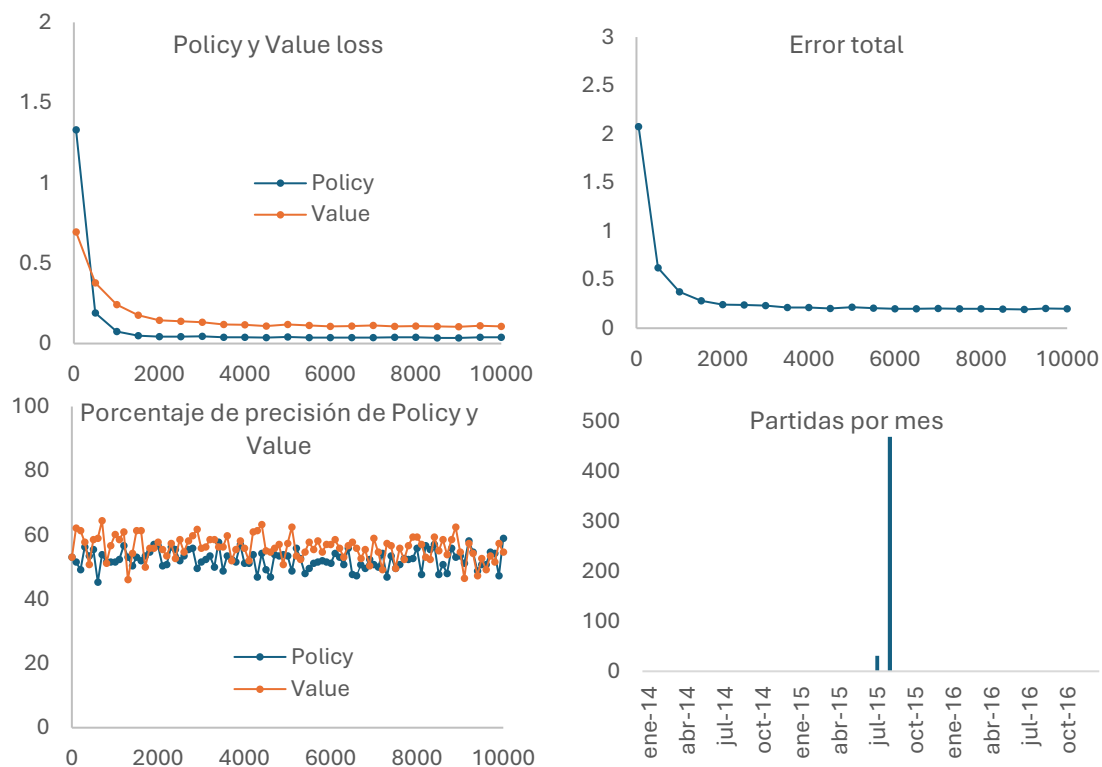 Policy y Value loss
2
1.5
1
0.5
0
Policy
Value
0 2000 4000 6000 8000 10000
Error total
3
2.5
2
1.5
1
0.5
0
0 2000 4000 6000 8000 10000
Porcentaje de precisión de Policy y
Value
100
80
60
40
20
0
Policy
Value
0 2000 4000 6000 8000 10000
Partidas por mes
500
400
300
200
100
0
ene-14
abr-14
jul-14
oct-14
ene-15
abr-15
jul-15
oct-15
ene-16
abr-16
jul-16
oct-16